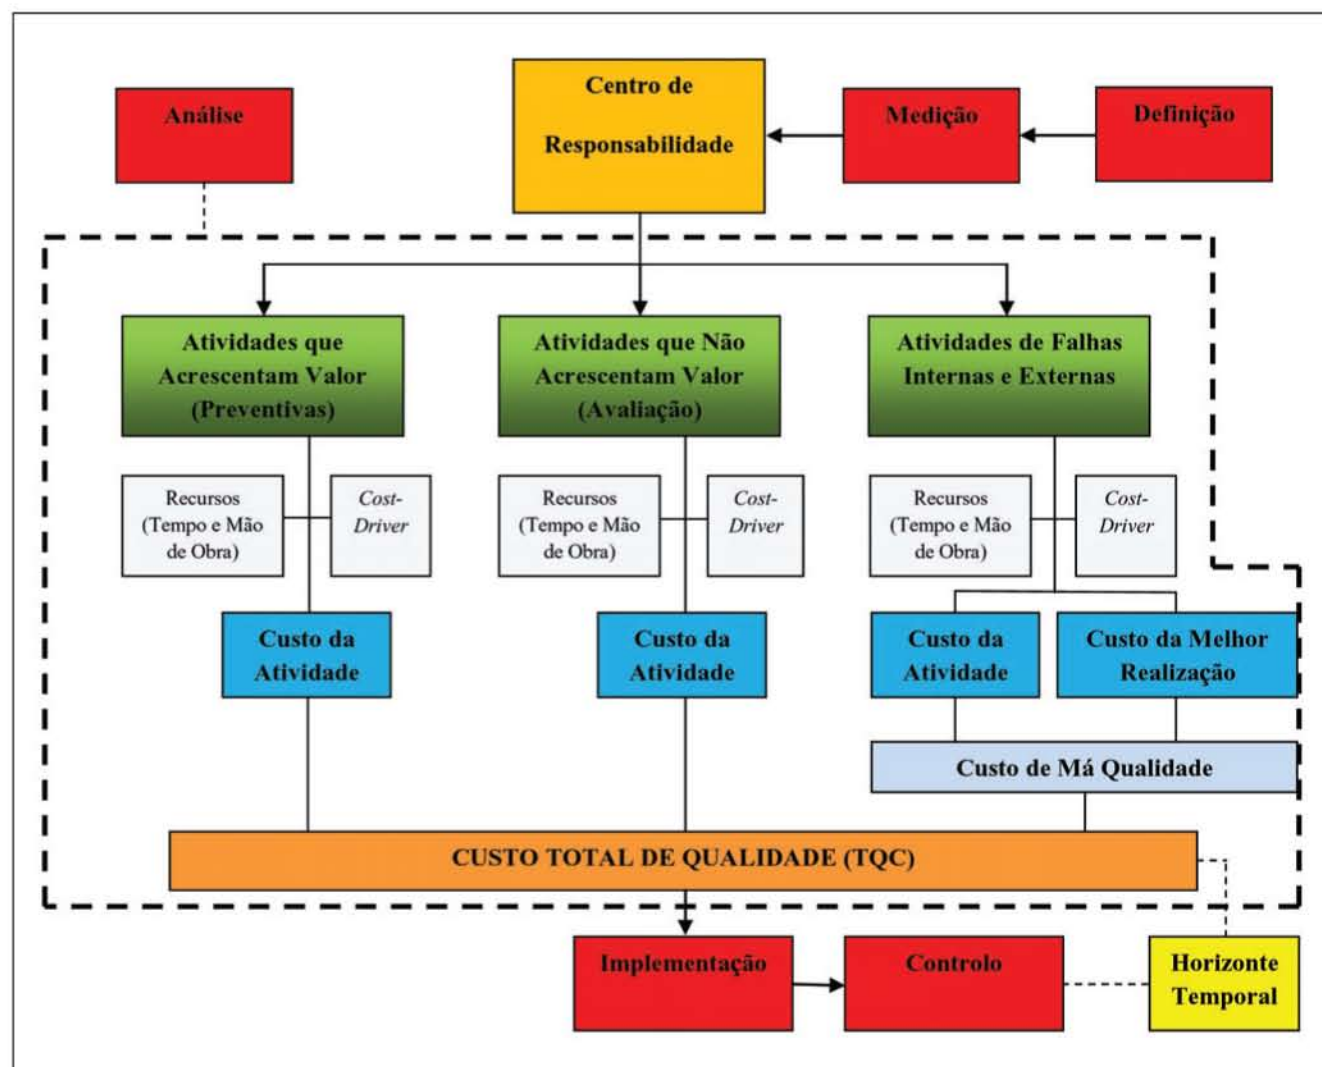 Análise
Centro de
Responsabilidade
Medição
Definição
Atividades que
Acrescentam Valor
(Preventivas)
Atividades que Não
Acrescentam Valor
(Avaliação)
Atividades de Falhas
Internas e Externas
Recursos
(Tempo e Mão
de Obra)
Cost-
Driver
Recursos
(Tempo e Mão
de Obra)
Cost-
Driver
Recursos
(Tempo e Mão
de Obra)
Cost-
Driver
Custo da
Atividade
Custo da
Atividade
Custo da
Atividade
Custo da Melhor
Realização
Custo de Má Qualidade
CUSTO TOTAL DE QUALIDADE (TQC)
Implementação
Controlo
Horizonte
Temporal